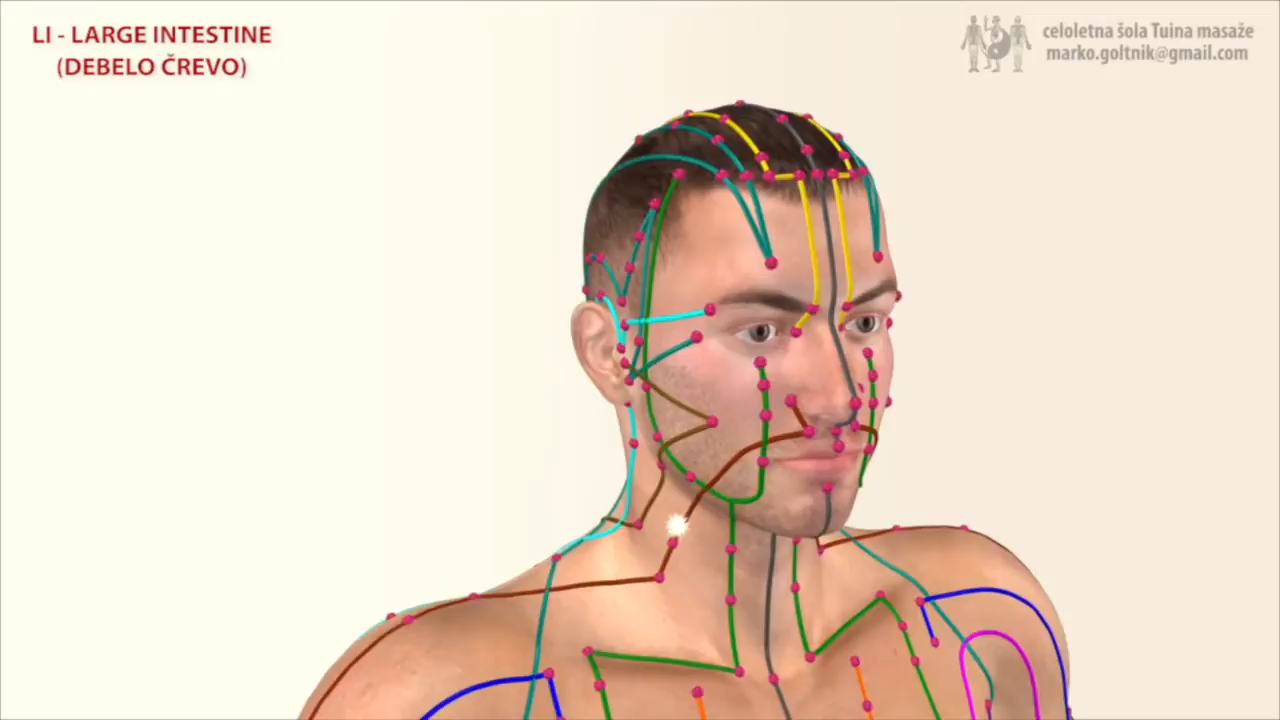 LI - LARGE INTESTINE
(DEBELO ČREVO)
celoletna šola Tuina masaže
marko.goltnik@gmail.com